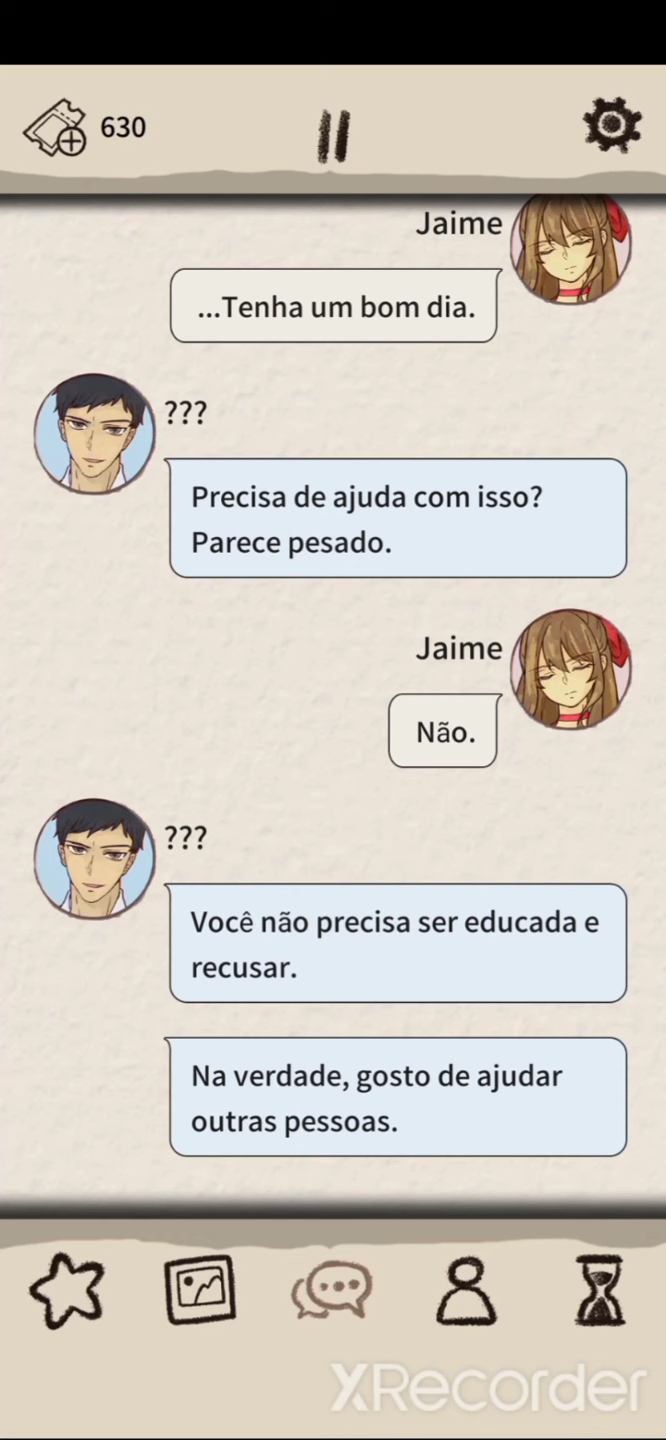 630
Jaime
...Tenha um bom dia.
???
Precisa de ajuda com isso?
Parece pesado.
Jaime
Não.
???
Você não precisa ser educada e
recusar.
Na verdade, gosto de ajudar
outras pessoas.
XRecorder